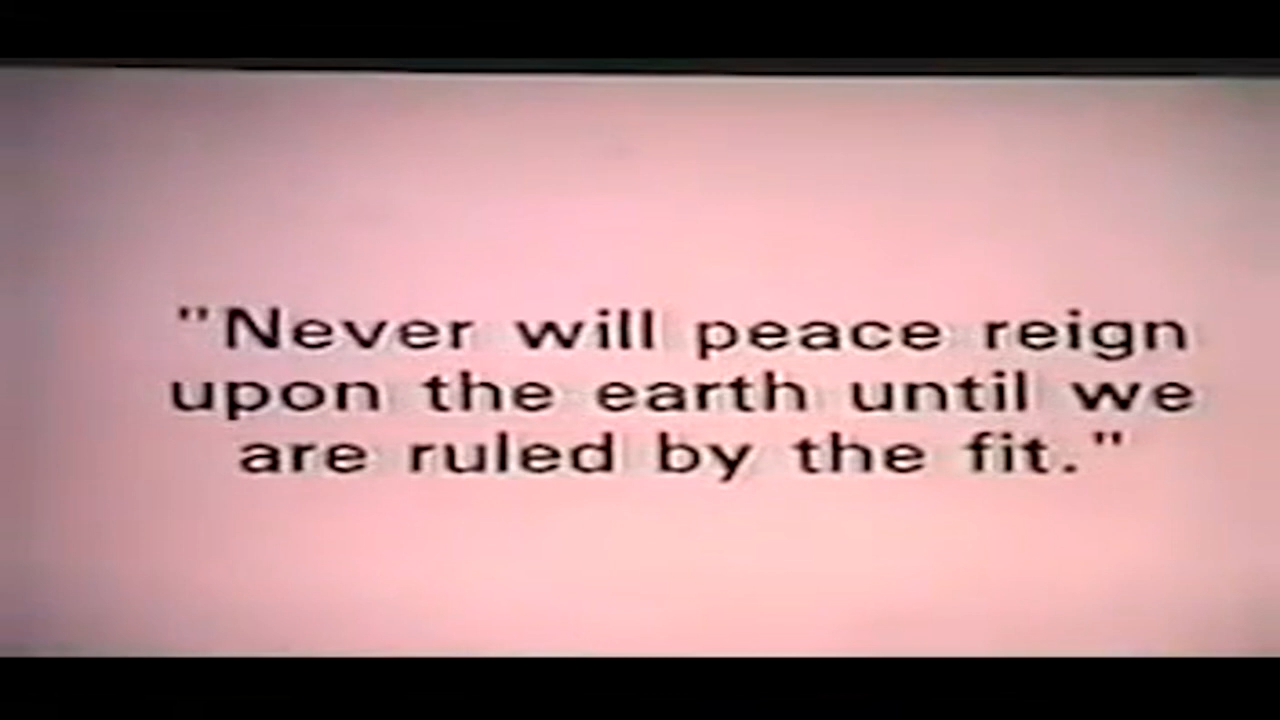 "Never will peace reign
upon the earth until we
are ruled by the fit."